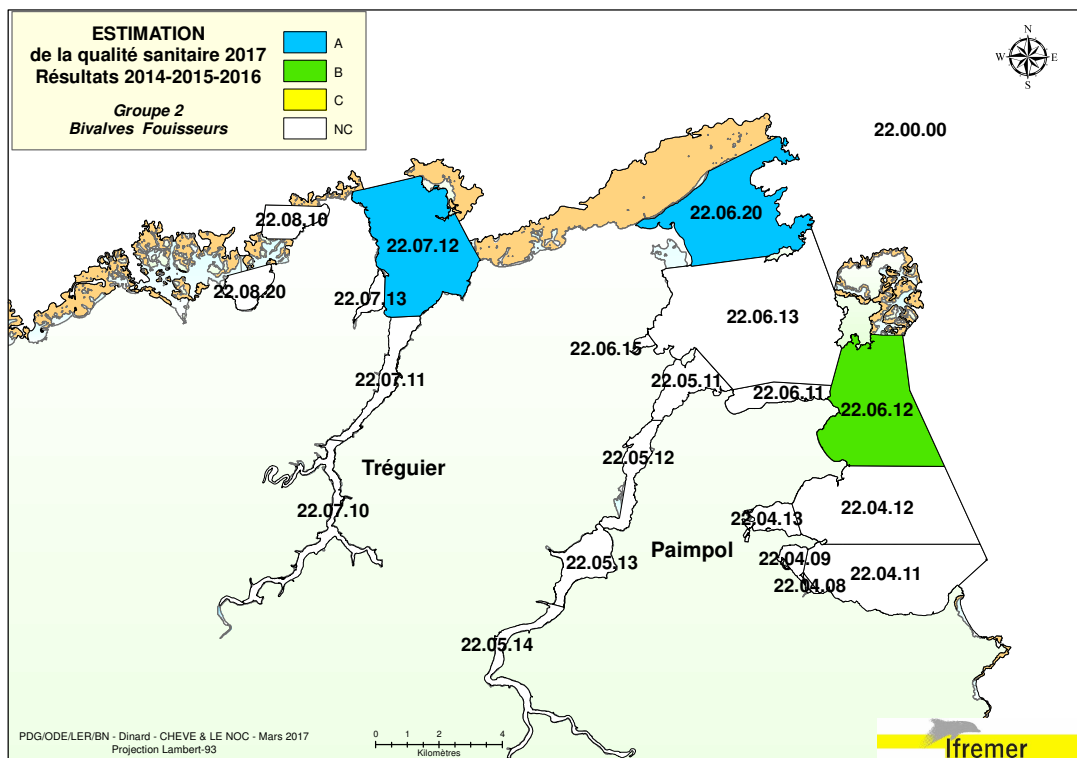 ESTIMATION
de la qualité sanitaire 2017
Résultats 2014-2015-2016
Groupe 2
Bivalves Fouisseurs
A
B
C
NC
N
W
E
S
22.00.00
22.06.20
22.08.10
22.07.12
22.08.20
22.07.13
22.06.13
22.06.15
22.07.11
22.05.11
22.06.11
22.06.12
22.05.12
Tréguier
22.07.10
22.04.12
22.04.13
Paimpol
22.05.13
22.04.09
22.04.11
22.04.08
22.05.14
PDG/ODE/LER/BN - Dinard - CHEVE & LE NOC - Mars 2017
Projection Lambert-93
0 2 4
Kilomètres
Ifremer